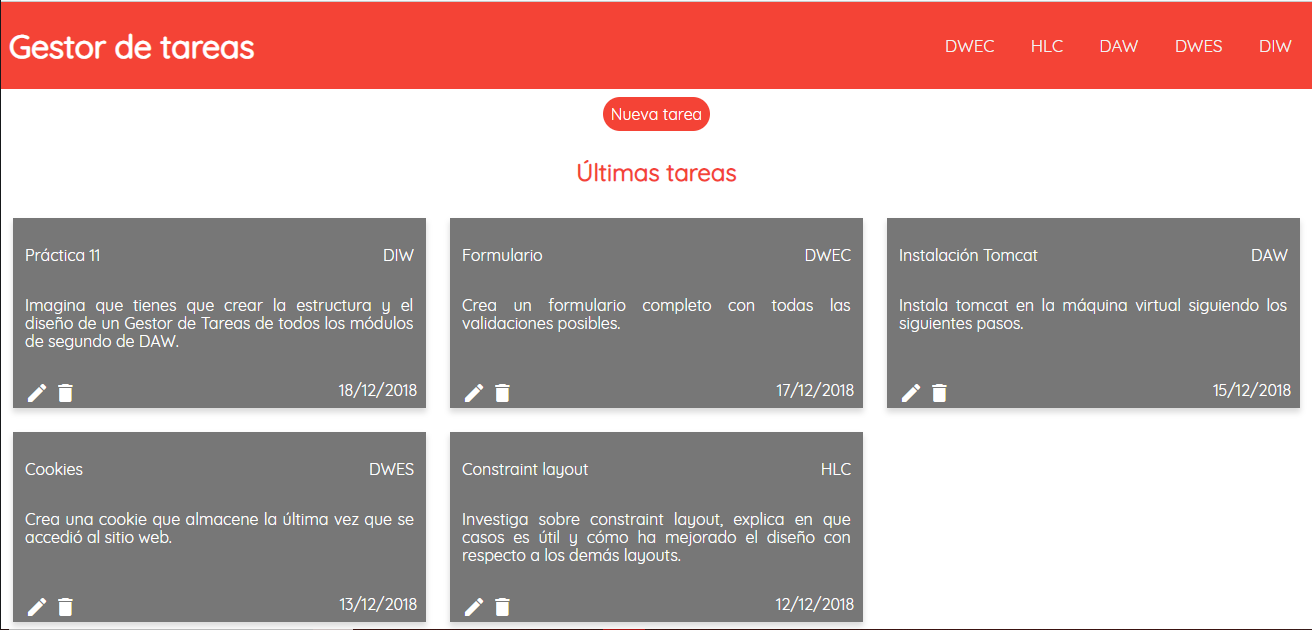 Gestor de tareas
DWEC HLC DAW DWES DIW
Nueva tarea
Últimas tareas
Práctica 11 DIW
Imagina que tienes que crear la estructura y el
diseño de un Gestor de Tareas de todos los módulos
de segundo de DAW.
18/12/2018
Formulario DWEC
Crea un formulario completo con todas las
validaciones posibles.
17/12/2018
Instalación Tomcat DAW
Instala tomcat en la máquina virtual siguiendo los
siguientes pasos.
15/12/2018
Cookies DWES
Crea una cookie que almacene la última vez que se
accedió al sitio web.
13/12/2018
Constraint layout HLC
Investiga sobre constraint layout, explica en que
casos es útil y cómo ha mejorado el diseño con
respecto a los demás layouts.
12/12/2018